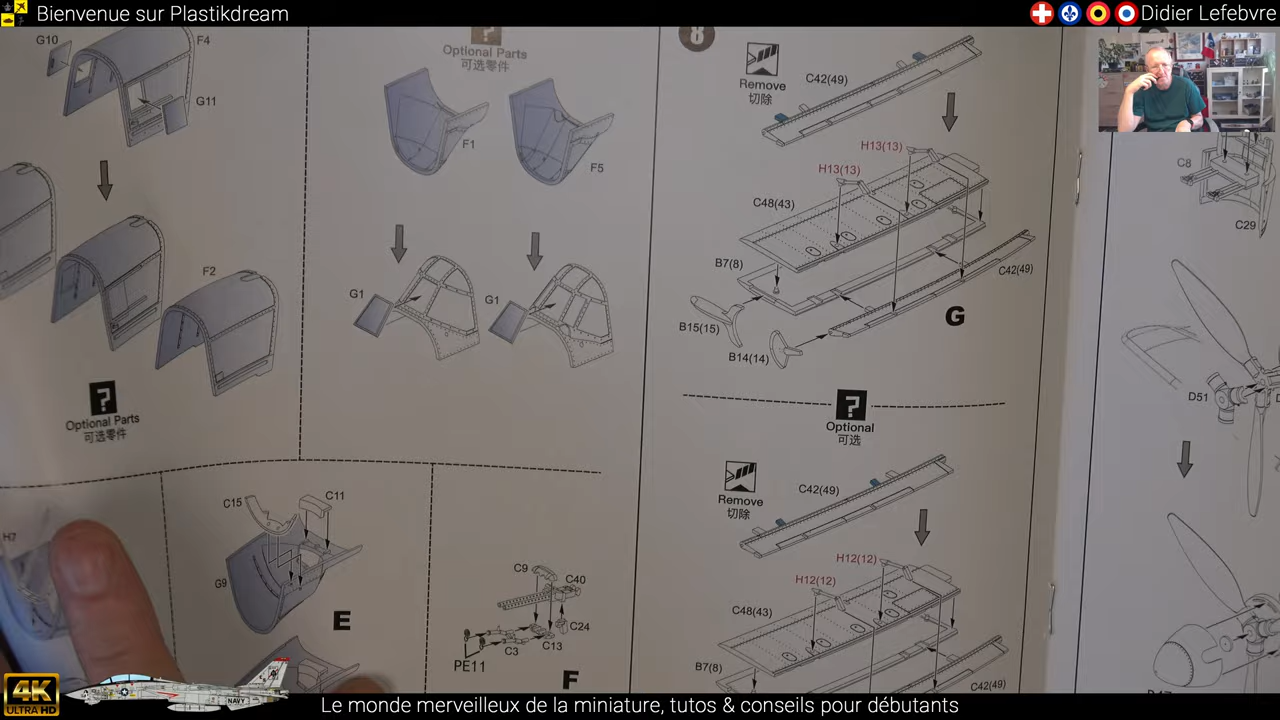 Bienvenue sur Plastikdream
Didier Lefebvre
G10
F4
G11
F2
?
Optional Parts
可选零件
?
Optional Parts
可选零件
F1
F5
G1
G1
8
Remove
切除
C42(49)
H13(13)
H13(13)
C48(43)
B7(8)
C42(49)
B15(15)
B14(14)
G
?
Optional
可选
Remove
切除
C42(49)
H12(12)
H12(12)
C48(43)
B7(8)
C42(49)
H7
C15
C11
G9
E
C9
C40
C24
C13
C3
PE11
F
C8
C29
D51
4K
ULTRA HD
NAVY
Le monde merveilleux de la miniature, tutos & conseils pour débutants